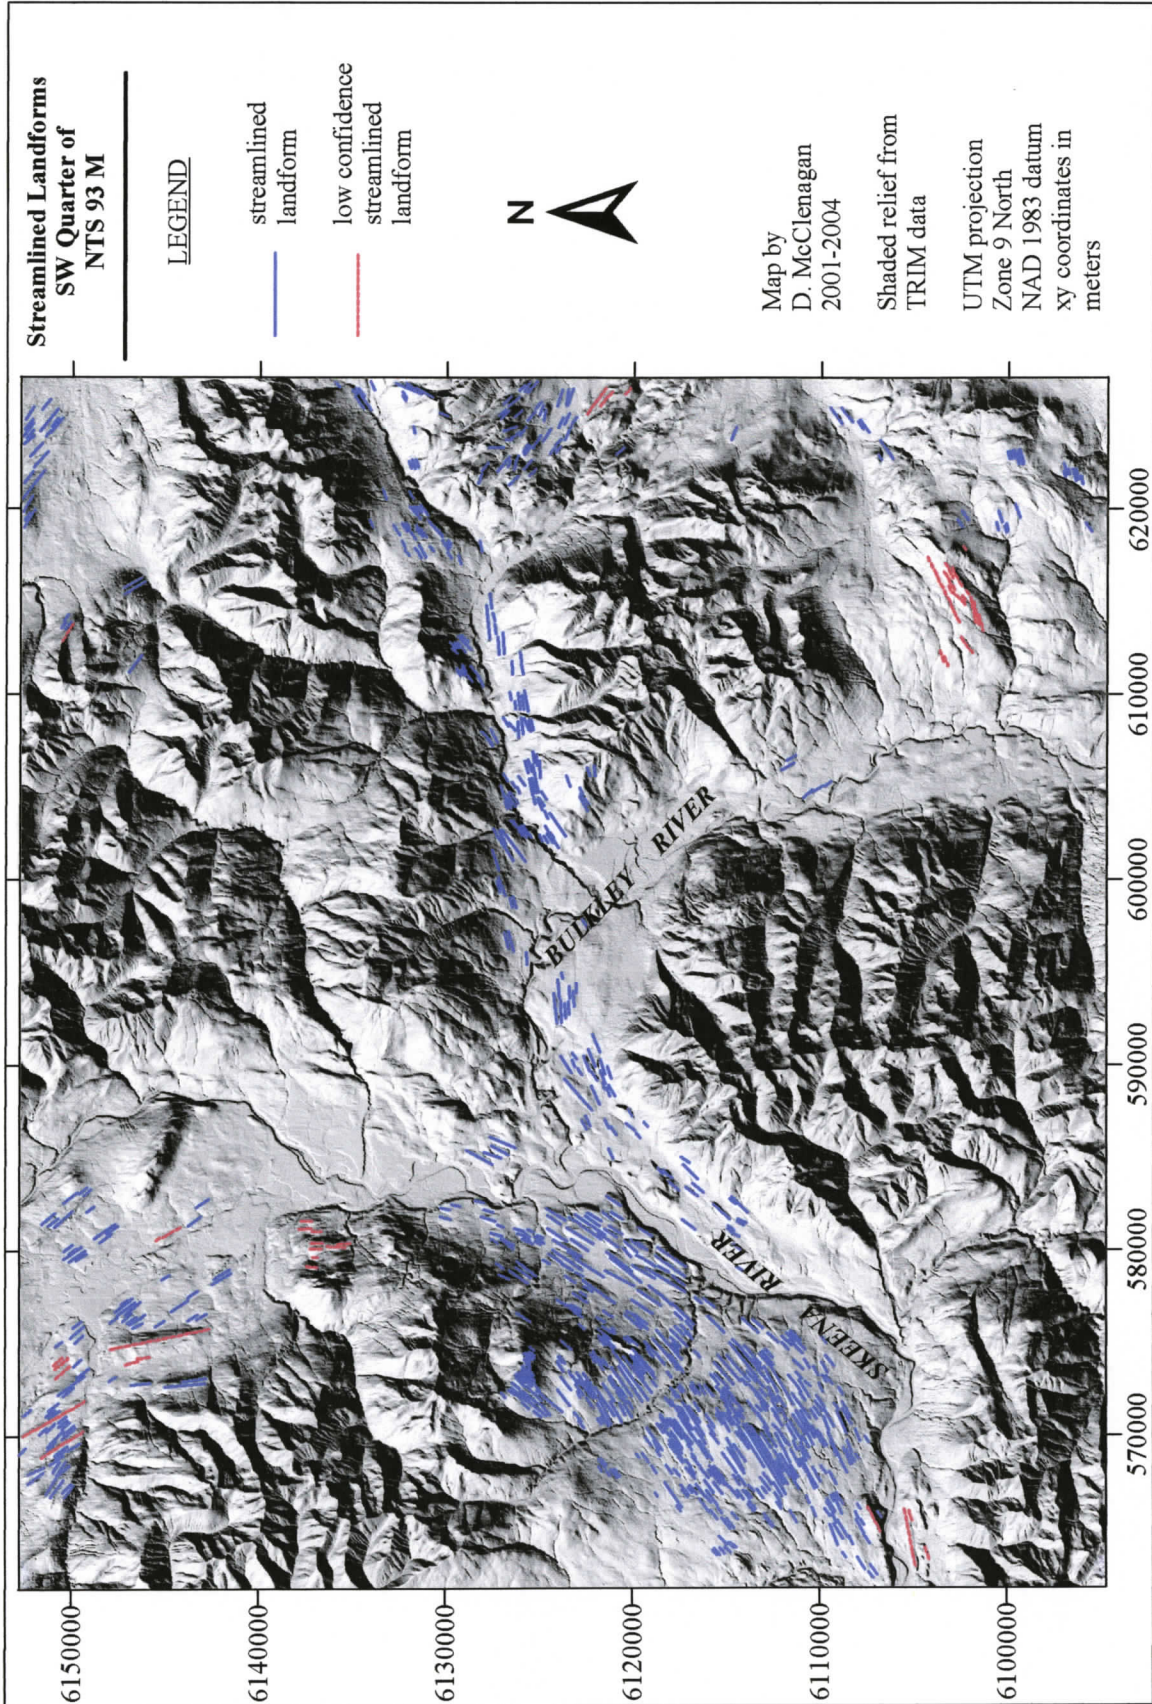 Streamlined Landforms
SW Quarter of
NTS 93 M
LEGEND
streamlined
landform
low confidence
streamlined
landform
N
Map by
D. McClenagan
2001-2004
Shaded relief from
TRIM data
UTM projection
Zone 9 North
NAD 1983 datum
xy coordinates in
meters
6150000
6140000
6130000
6120000
6110000
6100000
570000
580000
590000
600000
610000
620000
BULKLEY RIVER
SKEENA RIVER